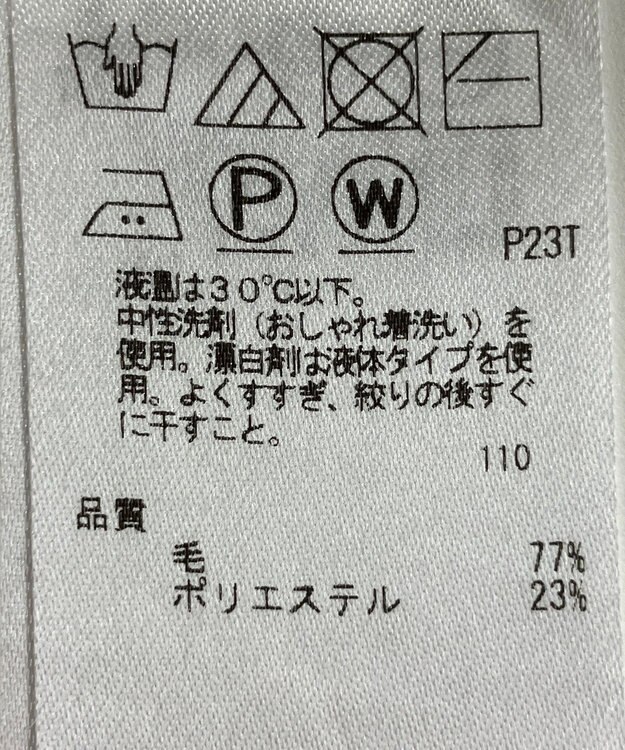 P W
P23T
液温は30℃以下。
中性洗剤（おしゃれ着洗い）を
使用。漂白剤は液体タイプを使
用。よくすすぎ、絞りの後すぐ
に干すこと。
110
品質
毛 77%
ポリエステル 23%